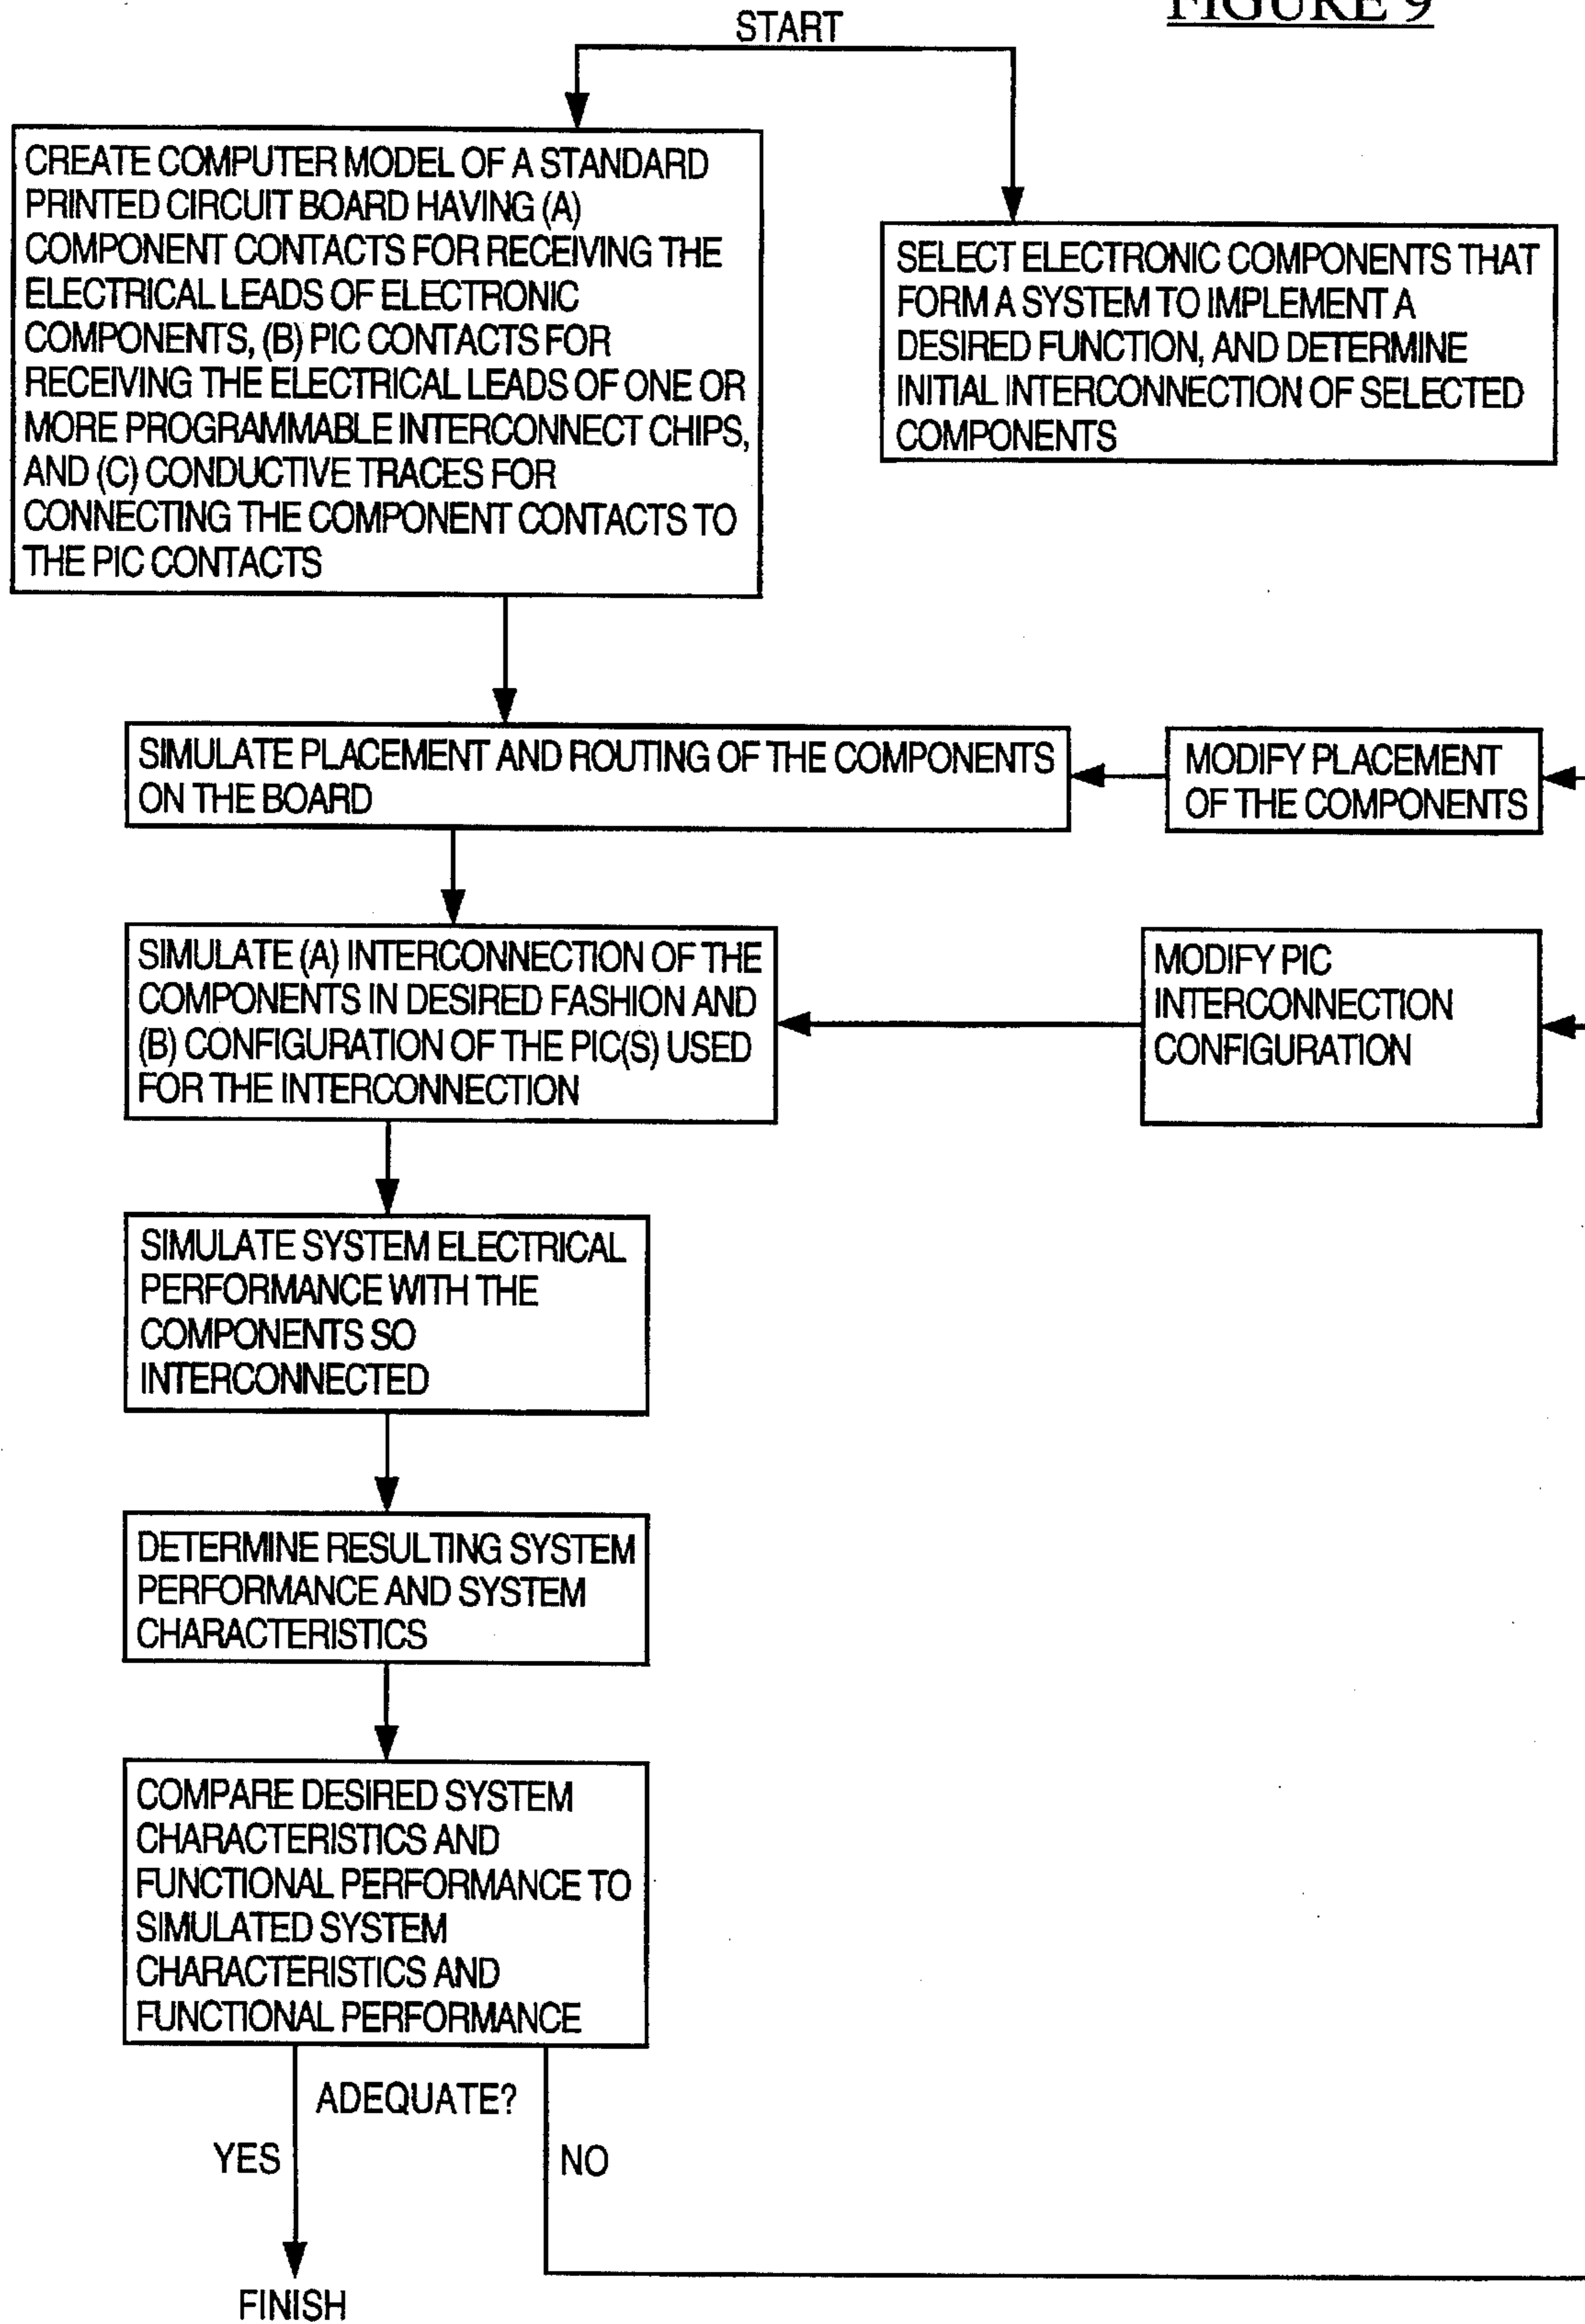 FIGURE 9
START
CREATE COMPUTER MODEL OF A STANDARD
PRINTED CIRCUIT BOARD HAVING (A)
COMPONENT CONTACTS FOR RECEIVING THE
ELECTRICAL LEADS OF ELECTRONIC
COMPONENTS, (B) PIC CONTACTS FOR
RECEIVING THE ELECTRICAL LEADS OF ONE OR
MORE PROGRAMMABLE INTERCONNECT CHIPS,
AND (C) CONDUCTIVE TRACES FOR
CONNECTING THE COMPONENT CONTACTS TO
THE PIC CONTACTS
SELECT ELECTRONIC COMPONENTS THAT
FORM A SYSTEM TO IMPLEMENT A
DESIRED FUNCTION, AND DETERMINE
INITIAL INTERCONNECTION OF SELECTED
COMPONENTS
SIMULATE PLACEMENT AND ROUTING OF THE COMPONENTS
ON THE BOARD
MODIFY PLACEMENT
OF THE COMPONENTS
SIMULATE (A) INTERCONNECTION OF THE
COMPONENTS IN DESIRED FASHION AND
(B) CONFIGURATION OF THE PIC(S) USED
FOR THE INTERCONNECTION
MODIFY PIC
INTERCONNECTION
CONFIGURATION
SIMULATE SYSTEM ELECTRICAL
PERFORMANCE WITH THE
COMPONENTS SO
INTERCONNECTED
DETERMINE RESULTING SYSTEM
PERFORMANCE AND SYSTEM
CHARACTERISTICS
COMPARE DESIRED SYSTEM
CHARACTERISTICS AND
FUNCTIONAL PERFORMANCE TO
SIMULATED SYSTEM
CHARACTERISTICS AND
FUNCTIONAL PERFORMANCE
ADEQUATE?
YES
NO
FINISH